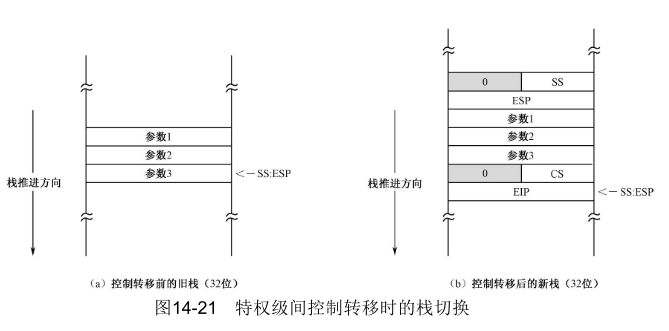 0 SS
ESP
参数1
参数2
参数3
0 CS
EIP
<－SS:ESP
栈推进方向
参数1
参数2
参数3
<－SS:ESP
栈推进方向
（a）控制转移前的旧栈（32位）
（b）控制转移后的新栈（32位）
图14-21 特权级间控制转移时的栈切换